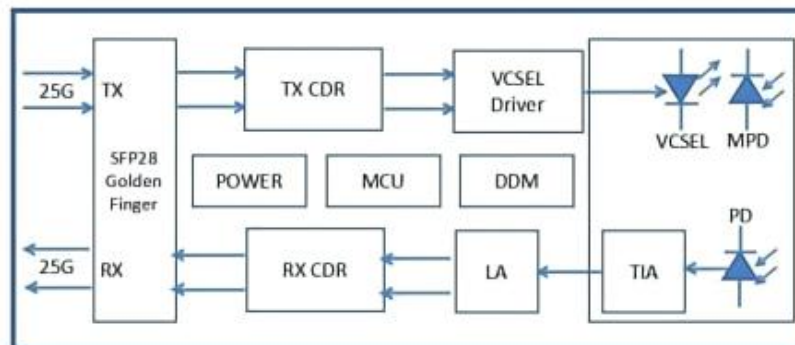 25G
TX
SFP28
Golden
Finger
RX
25G
TX CDR
VCSEL
Driver
VCSEL
MPD
POWER
MCU
DDM
RX CDR
LA
TIA
PD